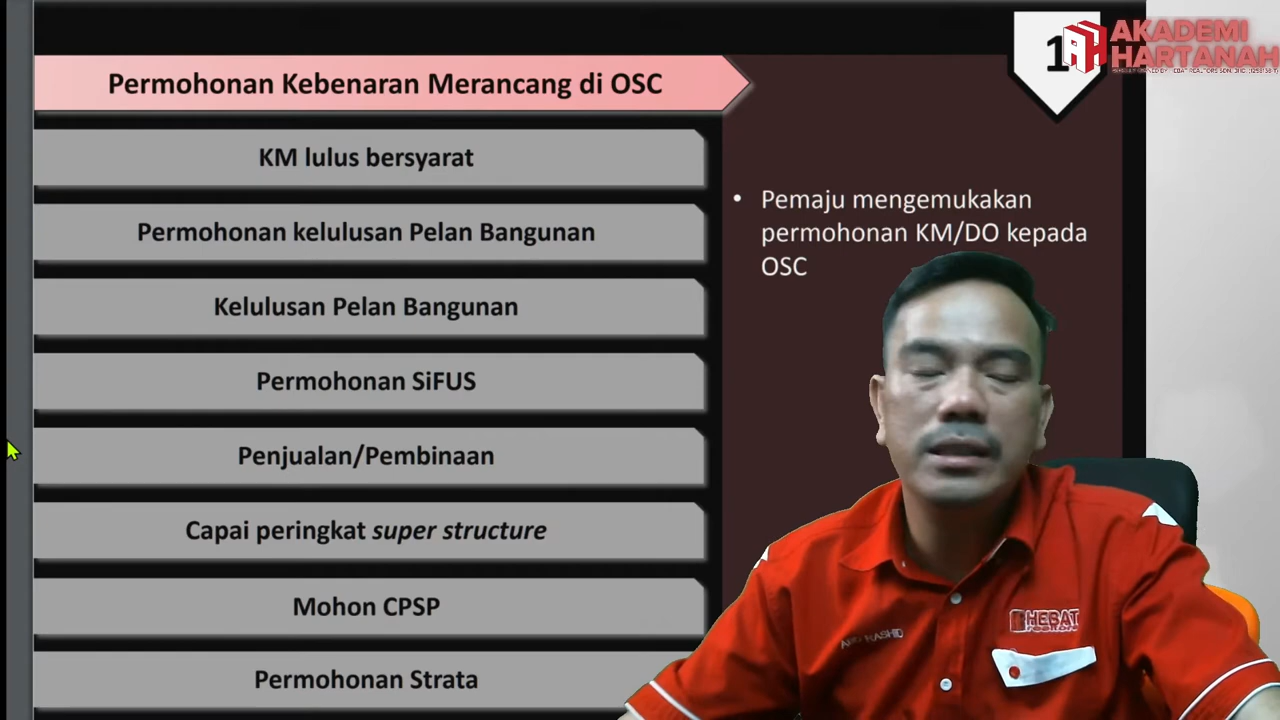 Permohonan Kebenaran Merancang di OSC
KM lulus bersyarat
Permohonan kelulusan Pelan Bangunan
Kelulusan Pelan Bangunan
Permohonan SiFUS
Penjualan/Pembinaan
Capai peringkat super structure
Mohon CPSP
Permohonan Strata
1
AKADEMI
HARTANAH
• Pemaju mengemukakan
permohonan KM/DO kepada
OSC
HEBAT